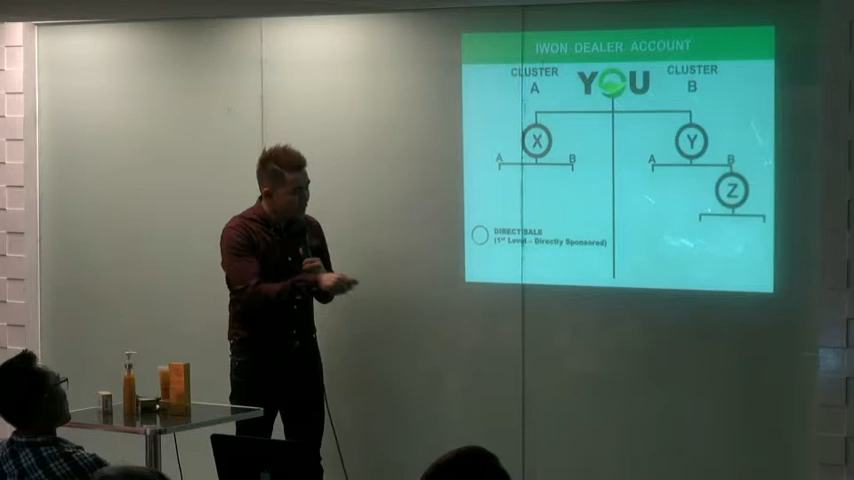 IWON DEALER ACCOUNT
CLUSTER
A
YOU
CLUSTER
B
X
Y
A B
A B
Z
DIRECT SALE
(1st Level - Directly Sponsored)